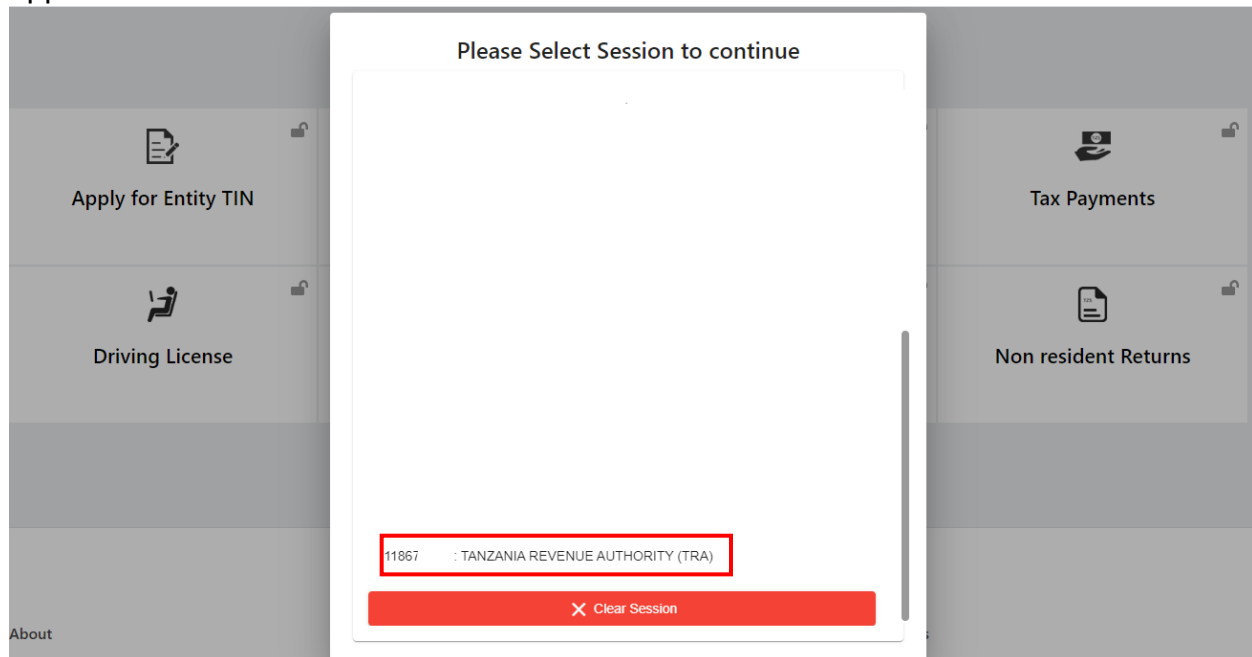 Please Select Session to continue
Apply for Entity TIN
Tax Payments
Driving License
Non resident Returns
11867 : TANZANIA REVENUE AUTHORITY (TRA)
Clear Session
About